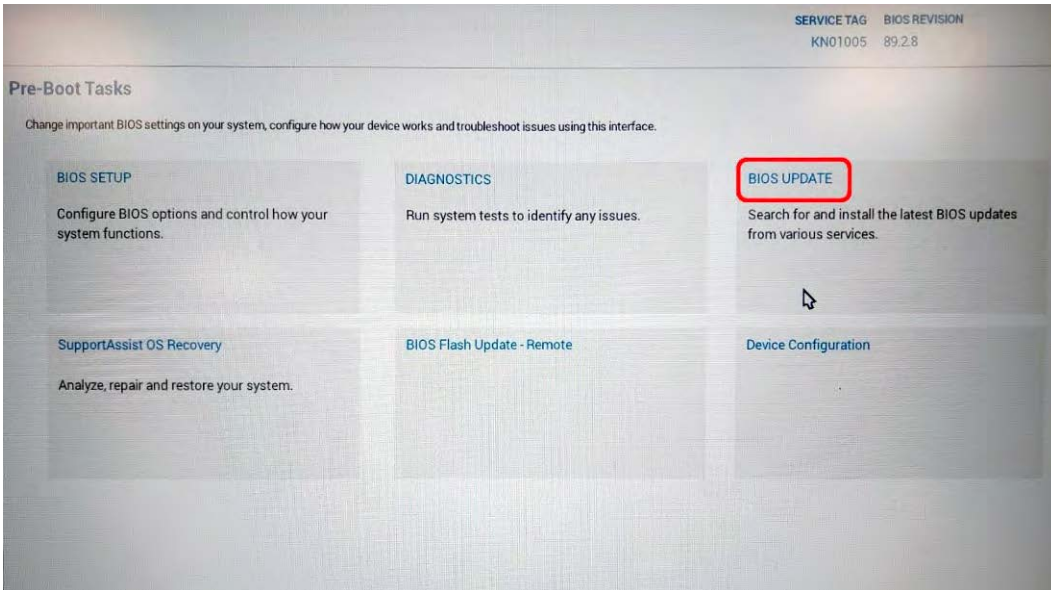 SERVICE TAG BIOS REVISION
KN01005 89.2.8
Pre-Boot Tasks
Change important BIOS settings on your system, configure how your device works and troubleshoot issues using this interface.
BIOS SETUP
Configure BIOS options and control how your
system functions.
DIAGNOSTICS
Run system tests to identify any issues.
BIOS UPDATE
Search for and install the latest BIOS updates
from various services.
SupportAssist OS Recovery
Analyze, repair and restore your system.
BIOS Flash Update - Remote
Device Configuration